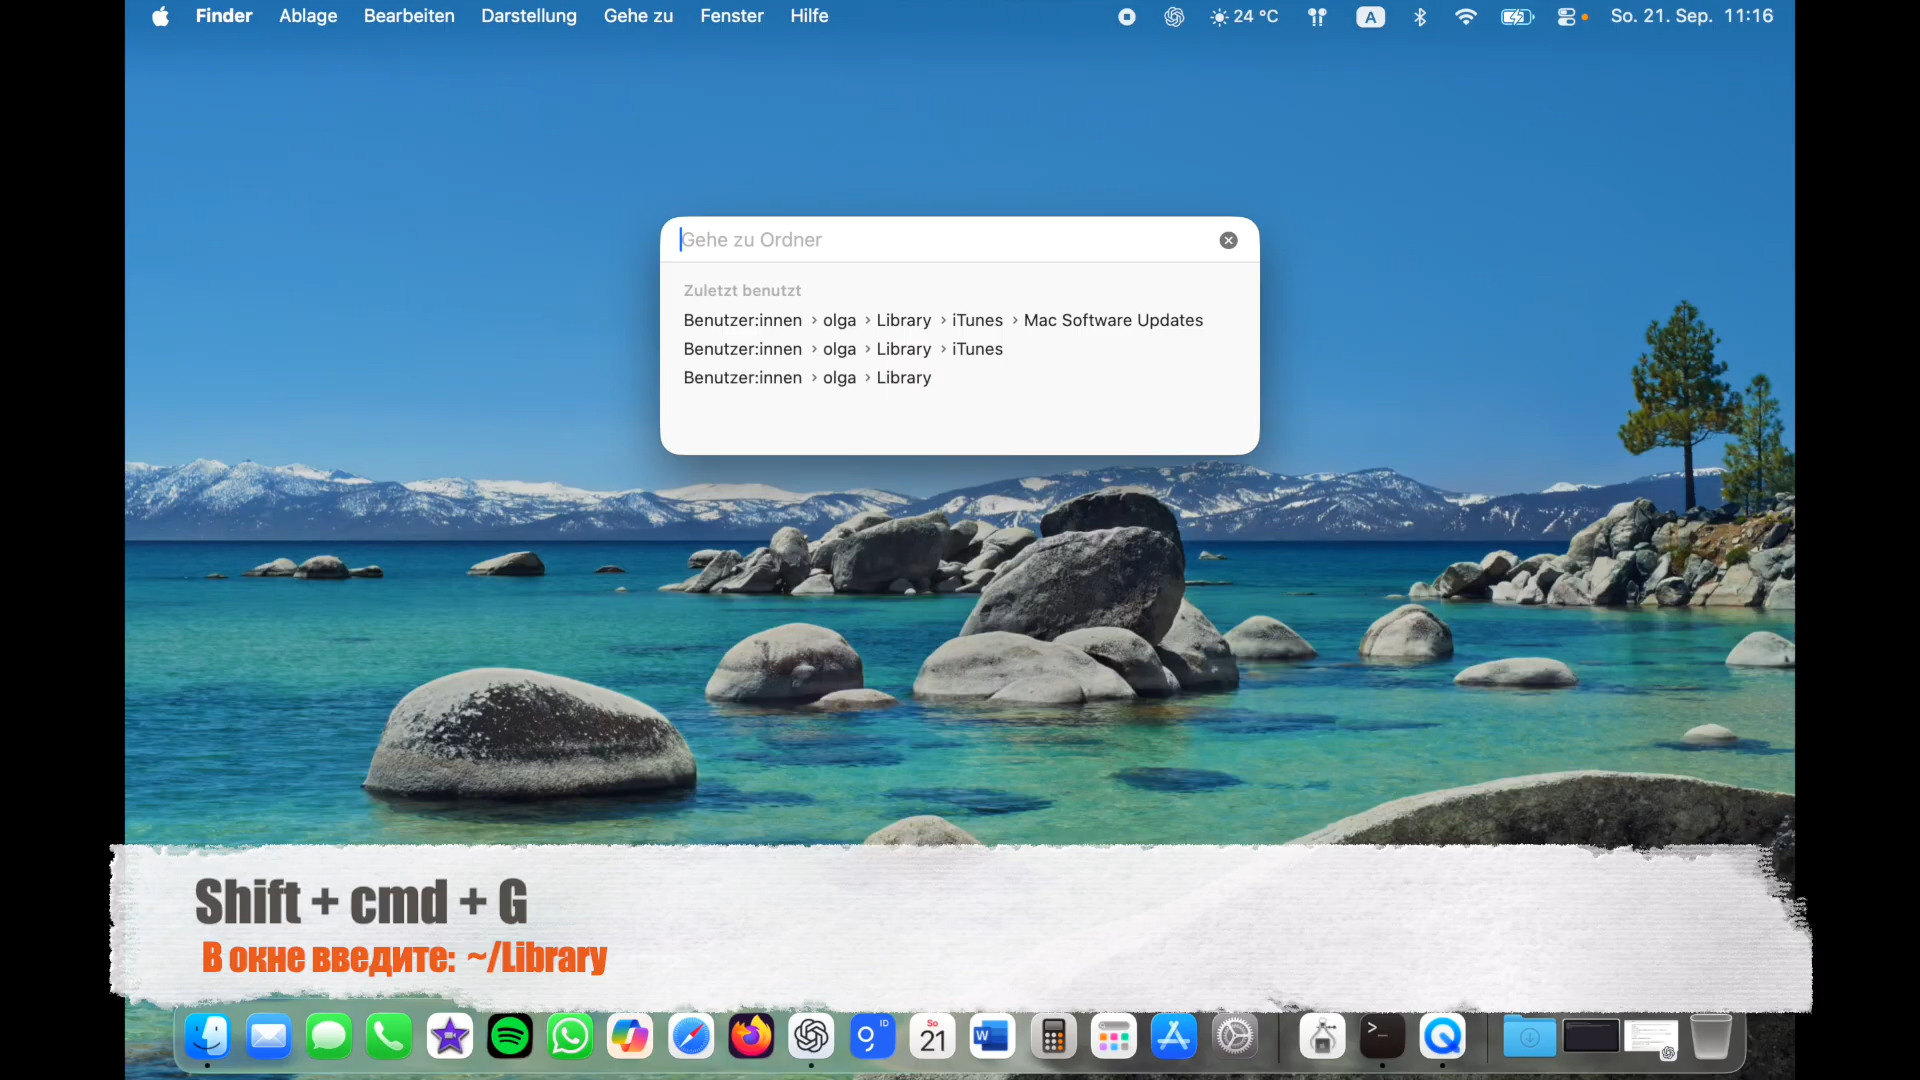 Finder Ablage Bearbeiten Darstellung Gehe zu Fenster Hilfe 24 °C A So. 21. Sep. 11:16
Gehe zu Ordner
Zuletzt benutzt
Benutzer:innen › olga › Library › iTunes › Mac Software Updates
Benutzer:innen › olga › Library › iTunes
Benutzer:innen › olga › Library
Shift + cmd + G
В окне введите: ~/Library
ID
So
21
W
>_